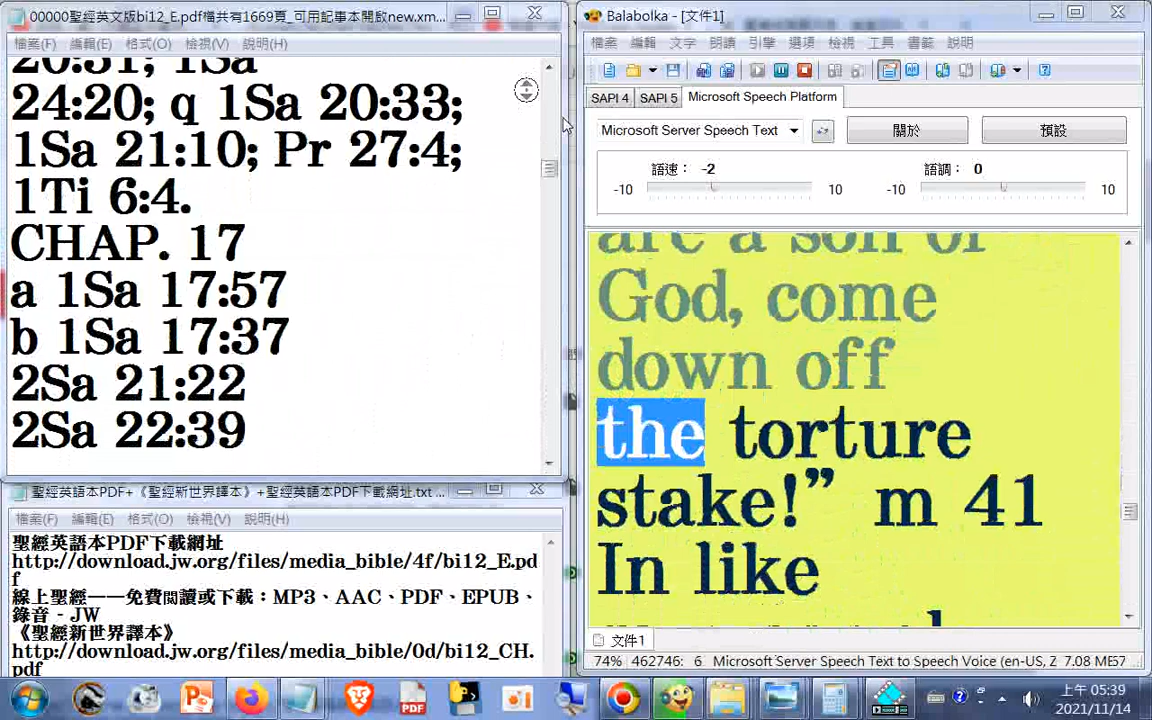 00000聖經英文版bi12_E.pdf檔共有1669頁_可用記事本開啟new.xm...
檔案(F) 編輯(E) 格式(O) 檢視(V) 說明(H)
20:31; 1Sa
24:20; q 1Sa 20:33;
1Sa 21:10; Pr 27:4;
1Ti 6:4.
CHAP. 17
a 1Sa 17:57
b 1Sa 17:37
2Sa 21:22
2Sa 22:39
聖經英語本PDF+《聖經新世界譯本》+聖經英語本PDF下載網址.txt ...
檔案(F) 編輯(E) 格式(O) 檢視(V) 說明(H)
聖經英語本PDF下載網址
http://download.jw.org/files/media_bible/4f/bi12_E.pd
f
線上聖經——免費閱讀或下載：MP3、AAC、PDF、EPUB、
錄音 - JW
《聖經新世界譯本》
http://download.jw.org/files/media_bible/0d/bi12_CH.
pdf
Balabolka - [文件1]
檔案 編輯 文字 朗讀 引擎 選項 檢視 工具 書籤 說明
SAPI 4 SAPI 5 Microsoft Speech Platform
Microsoft Server Speech Text 關於 預設
語速： -2 語調： 0
-10 10 -10 10
are a son of
God, come
down off
the torture
stake!” m 41
In like
文件1
74% 462746: 6 Microsoft Server Speech Text to Speech Voice (en-US, Z 7.08 ME57
上午 05:39
2021/11/14